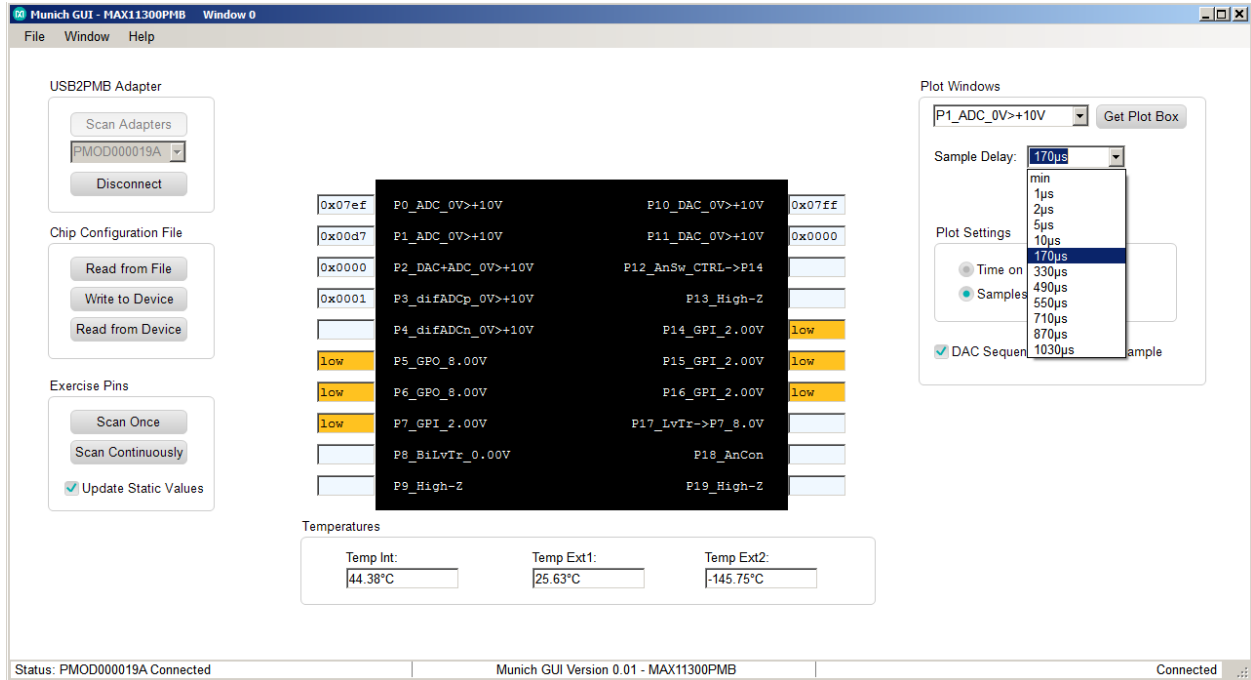 Munich GUI - MAX11300PMB Window 0
File Window Help
USB2PMB Adapter
Scan Adapters
PMOD000019A
Disconnect
Chip Configuration File
Read from File
Write to Device
Read from Device
Exercise Pins
Scan Once
Scan Continuously
Update Static Values
0x07ef P0_ADC_0V>+10V P10_DAC_0V>+10V 0x07ff
0x00d7 P1_ADC_0V>+10V P11_DAC_0V>+10V 0x0000
0x0000 P2_DAC+ADC_0V>+10V P12_AnSw_CTRL->P14
0x0001 P3_difADCp_0V>+10V P13_High-Z
P4_difADCn_0V>+10V P14_GPI_2.00V low
low P5_GPO_8.00V P15_GPI_2.00V low
low P6_GPO_8.00V P16_GPI_2.00V low
low P7_GPI_2.00V P17_LvTr->P7_8.0V
P8_BiLvTr_0.00V P18_AnCon
P9_High-Z P19_High-Z
Temperatures
Temp Int: Temp Ext1: Temp Ext2:
44.38°C 25.63°C -145.75°C
Plot Windows
P1_ADC_0V>+10V Get Plot Box
Sample Delay: 170µs
min
1µs
2µs
5µs
10µs
170µs
330µs
490µs
550µs
710µs
870µs
1030µs
Plot Settings
Time on
Samples
DAC Sequen ample
Status: PMOD000019A Connected Munich GUI Version 0.01 - MAX11300PMB Connected